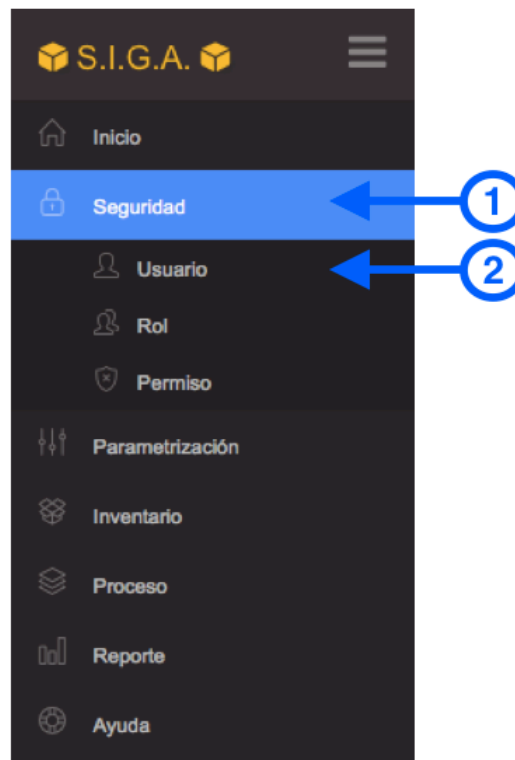 S.I.G.A.
Inicio
Seguridad
1
Usuario
2
Rol
Permiso
Parametrización
Inventario
Proceso
Reporte
Ayuda